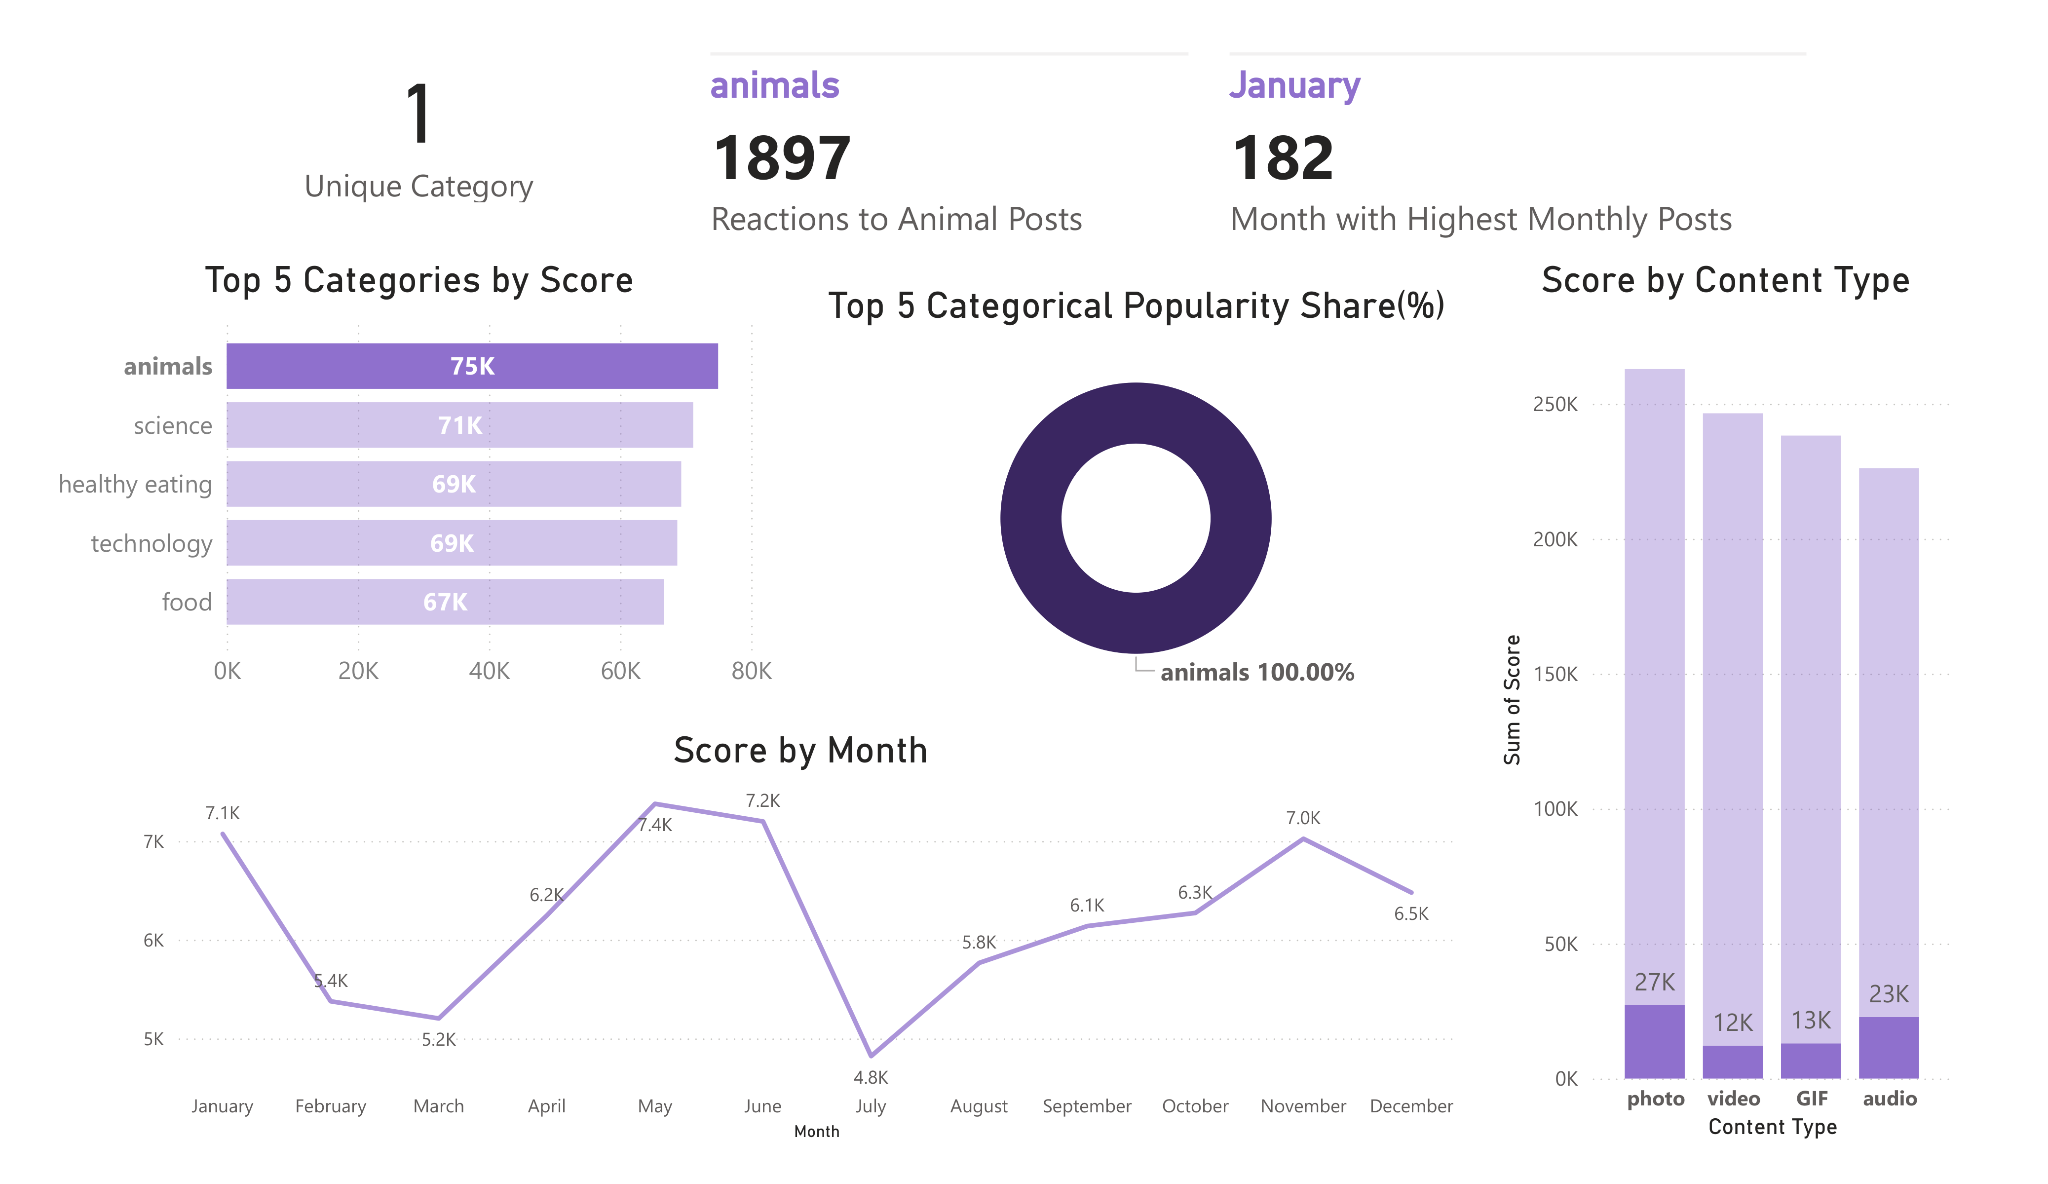 1
Unique Category
animals
1897
Reactions to Animal Posts
January
182
Month with Highest Monthly Posts
Top 5 Categories by Score
animals
75K
science
71K
healthy eating
69K
technology
69K
food
67K
0K 20K 40K 60K 80K
Top 5 Categorical Popularity Share(%)
animals 100.00%
Score by Content Type
Sum of Score
250K
200K
150K
100K
50K
0K
27K 12K 13K 23K
photo video GIF audio
Content Type
Score by Month
7K
6K
5K
7.1K
5.4K
5.2K
6.2K
7.4K
7.2K
4.8K
5.8K
6.1K
6.3K
7.0K
6.5K
January February March April May June July August September October November December
Month